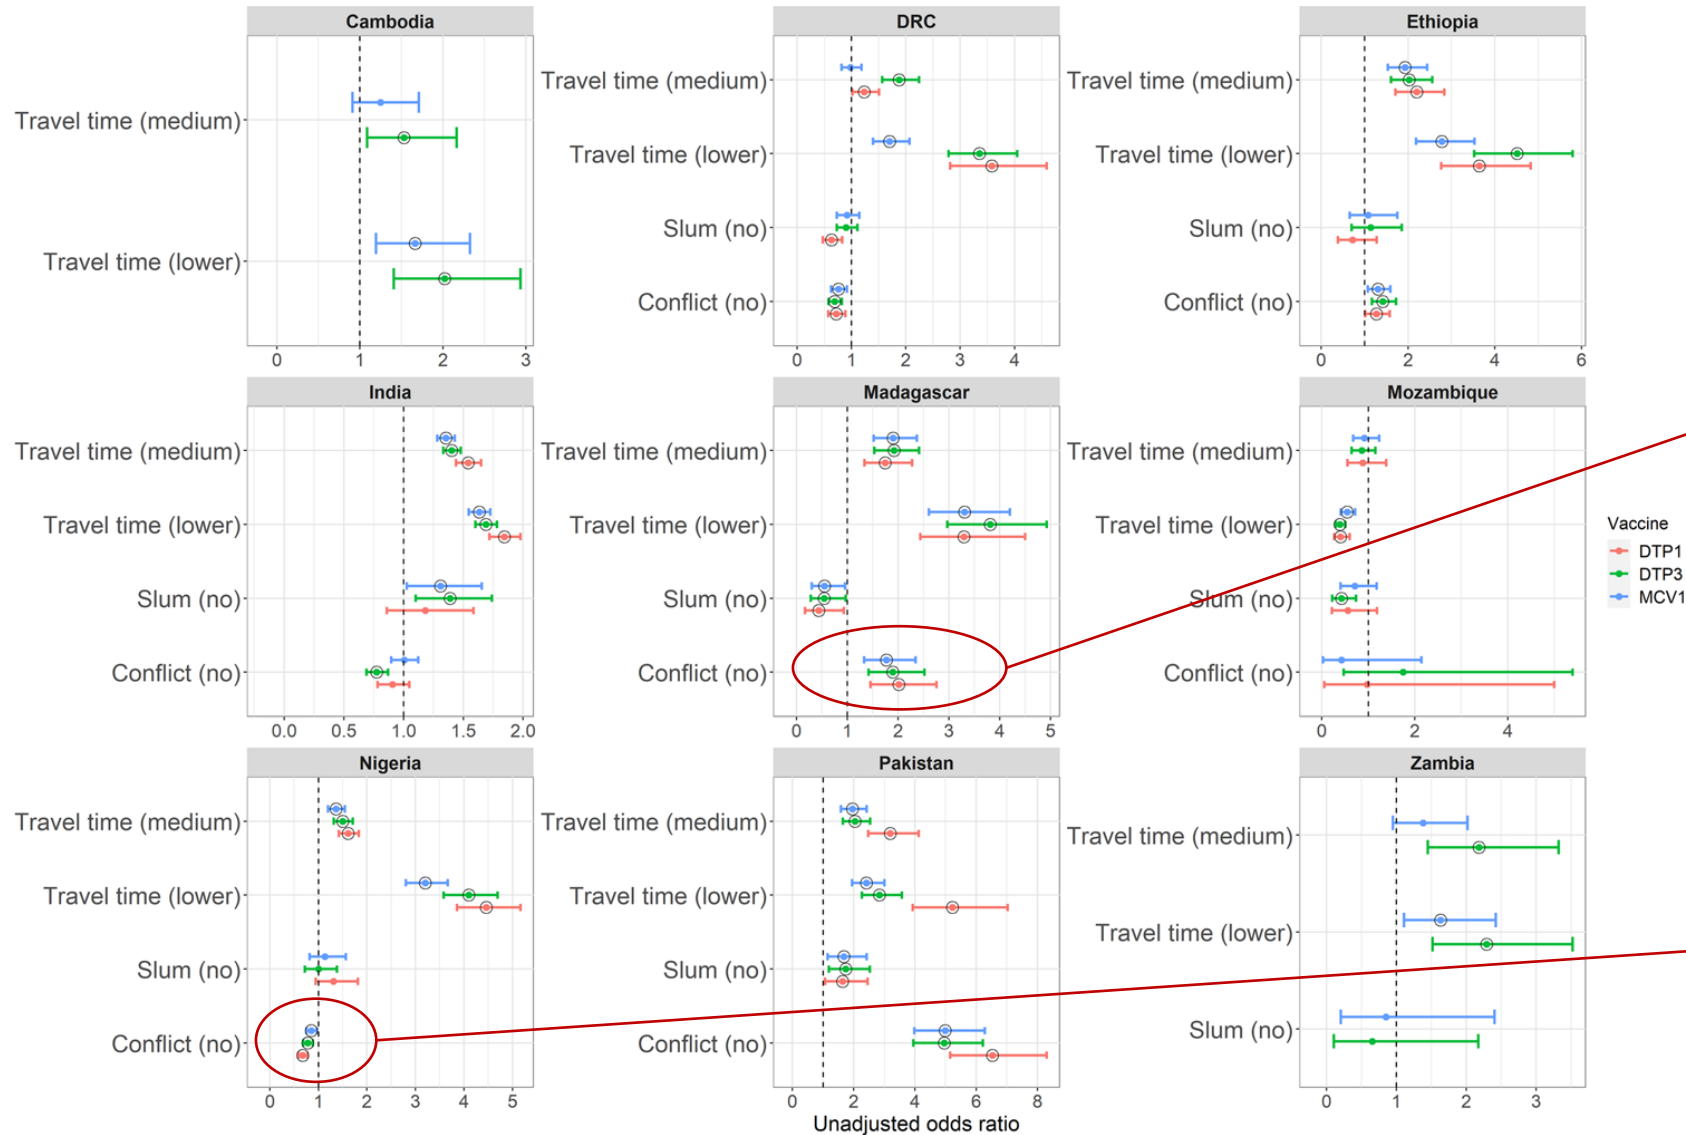 Cambodia
Travel time (medium)
Travel time (lower)
0 1 2 3
DRC
Travel time (medium)
Travel time (lower)
Slum (no)
Conflict (no)
0 1 2 3 4
Ethiopia
Travel time (medium)
Travel time (lower)
Slum (no)
Conflict (no)
0 2 4 6
India
Travel time (medium)
Travel time (lower)
Slum (no)
Conflict (no)
0.0 0.5 1.0 1.5 2.0
Madagascar
Travel time (medium)
Travel time (lower)
Slum (no)
Conflict (no)
0 1 2 3 4 5
Mozambique
Travel time (medium)
Travel time (lower)
Slum (no)
Conflict (no)
0 2 4
Vaccine
DTP1
DTP3
MCV1
Nigeria
Travel time (medium)
Travel time (lower)
Slum (no)
Conflict (no)
0 1 2 3 4 5
Pakistan
Travel time (medium)
Travel time (lower)
Slum (no)
Conflict (no)
0 2 4 6 8
Zambia
Travel time (medium)
Travel time (lower)
Slum (no)
0 1 2 3
Unadjusted odds ratio